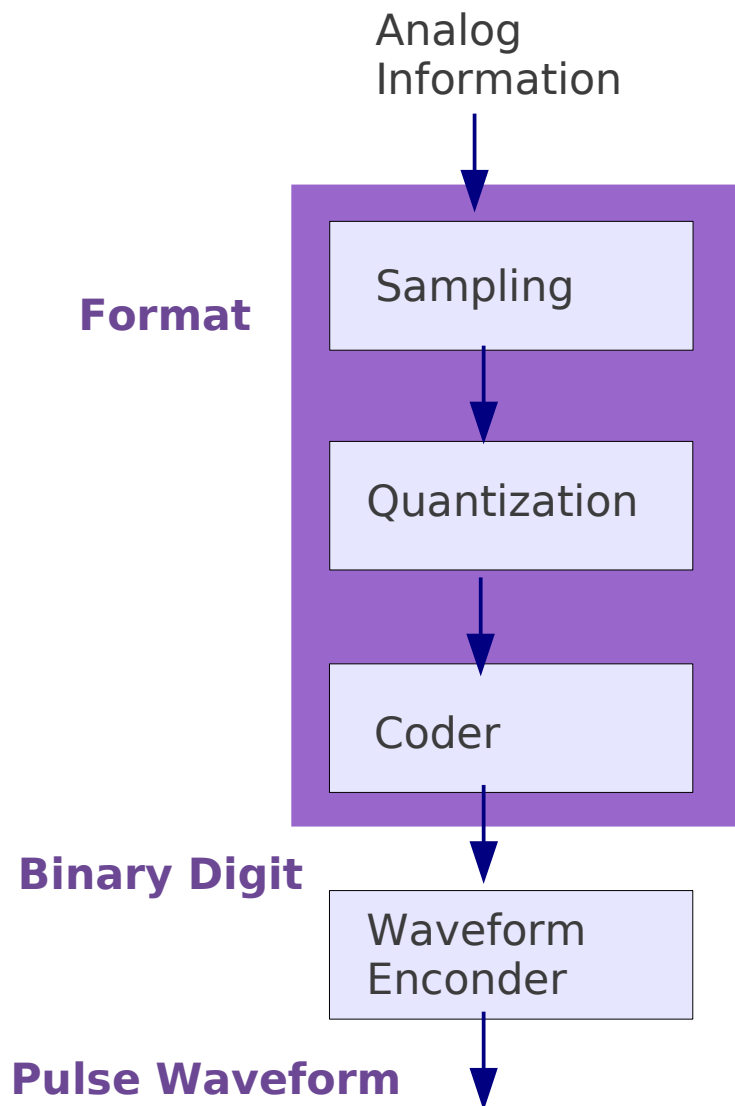 Analog
Information
Sampling
Format
Quantization
Coder
Binary Digit
Waveform
Enconder
Pulse Waveform